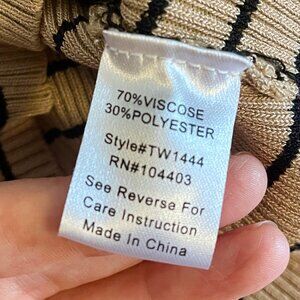 70%VISCOSE
30%POLYESTER
Style#TW1444
RN#104403
See Reverse For
Care Instruction
Made In China